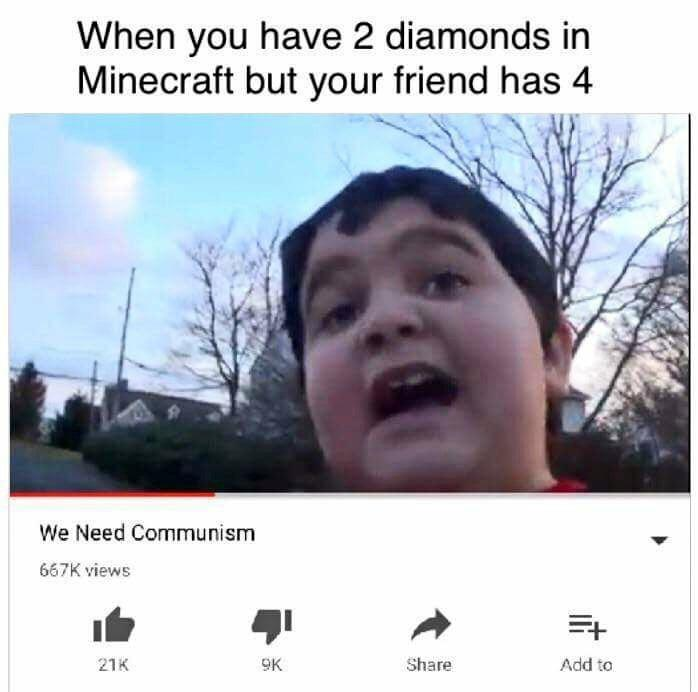 When you have 2 diamonds in
Minecraft but your friend has 4
We Need Communism
667K views
21K
9K
Share
Add to